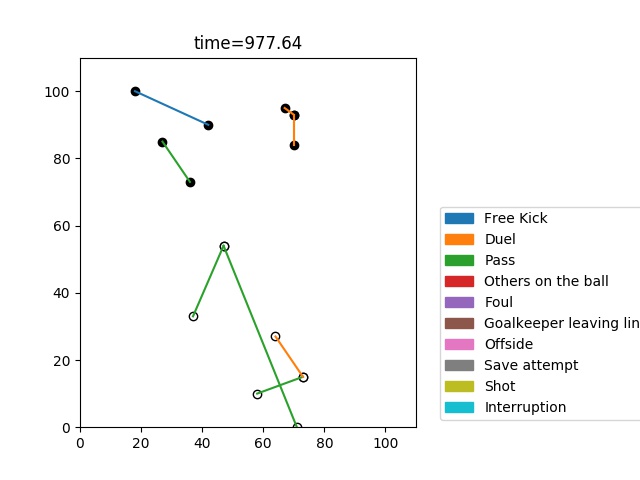 time=977.64
100
80
60
40
20
0
0 20 40 60 80 100
Free Kick
Duel
Pass
Others on the ball
Foul
Goalkeeper leaving lin
Offside
Save attempt
Shot
Interruption